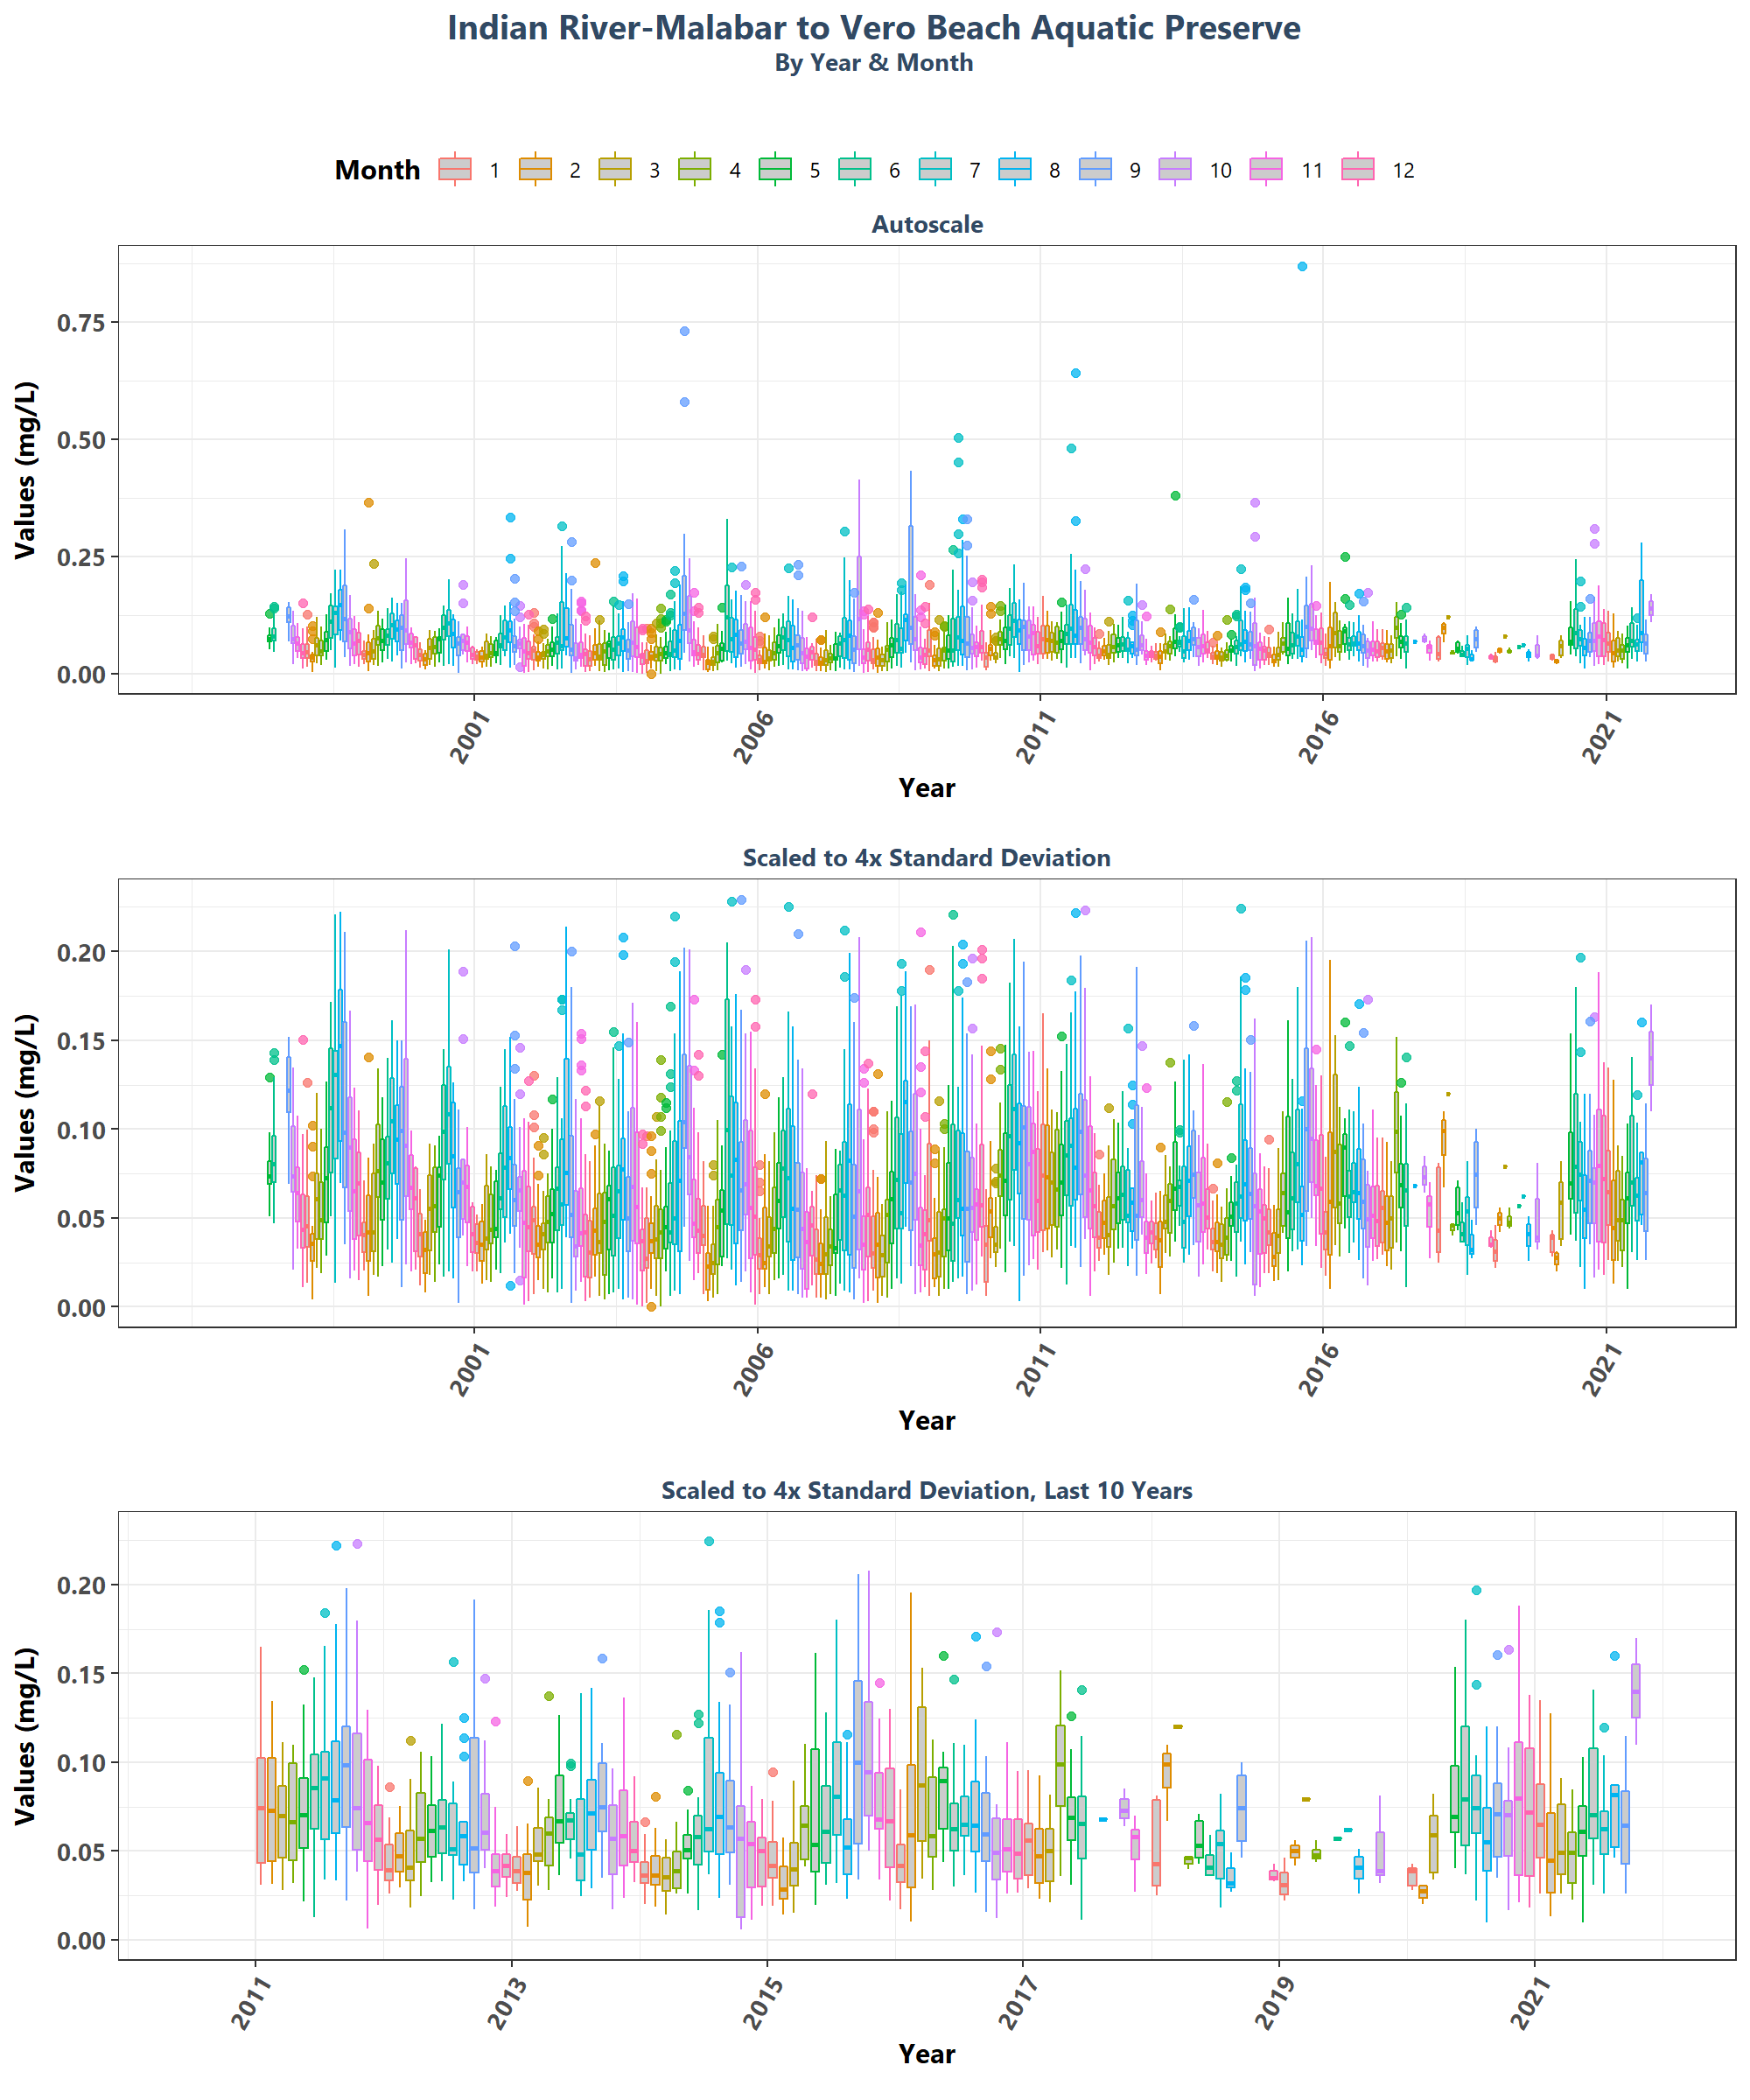 Indian River-Malabar to Vero Beach Aquatic Preserve
By Year & Month
Month 1 2 3 4 5 6 7 8 9 10 11 12
Autoscale
Values (mg/L)
0.75
0.50
0.25
0.00
2001 2006 2011 2016 2021
Year
Scaled to 4x Standard Deviation
Values (mg/L)
0.20
0.15
0.10
0.05
0.00
2001 2006 2011 2016 2021
Year
Scaled to 4x Standard Deviation, Last 10 Years
Values (mg/L)
0.20
0.15
0.10
0.05
0.00
2011 2013 2015 2017 2019 2021
Year